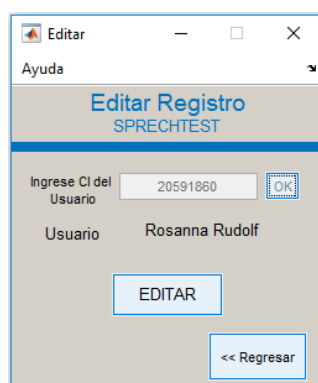 Editar
Ayuda
Editar Registro
SPRECHTEST
Ingrese CI del
Usuario
20591860
OK
Usuario
Rosanna Rudolf
EDITAR
<< Regresar